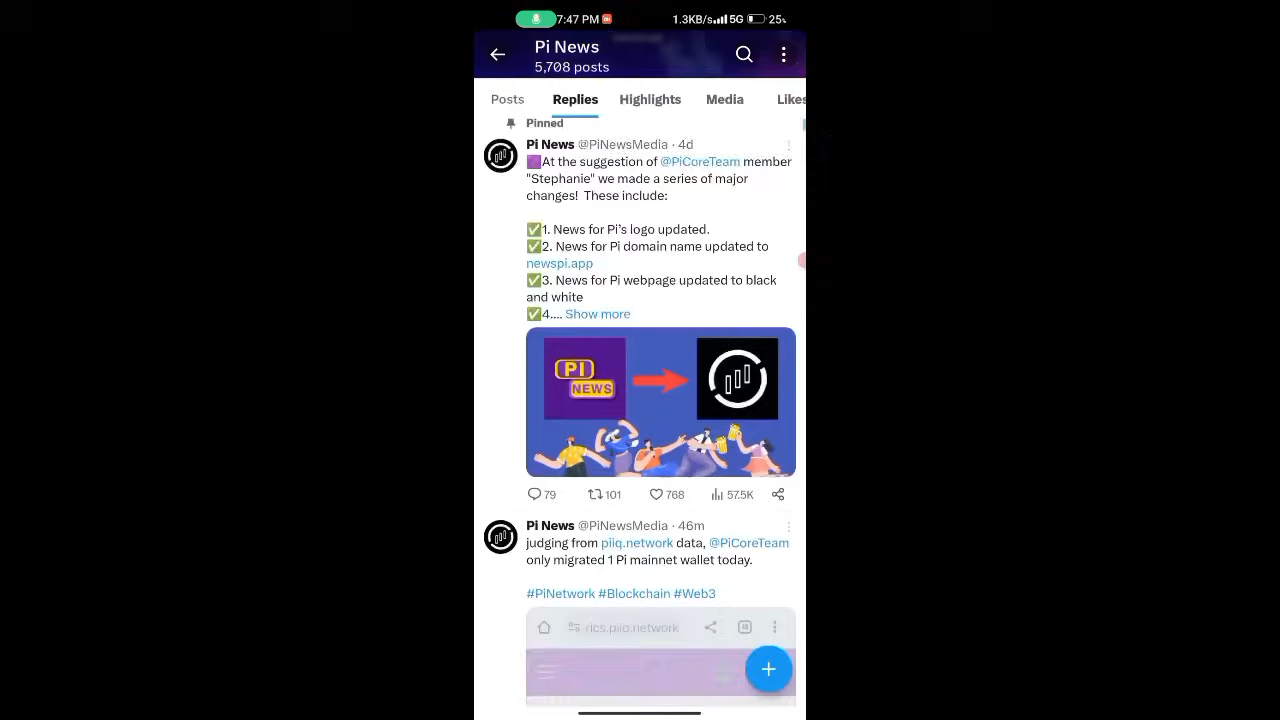 7:47 PM 1.3KB/s 5G 25%
Pi News
5,708 posts
Posts Replies Highlights Media Likes
Pinned
Pi News @PiNewsMedia · 4d
At the suggestion of @PiCoreTeam member
"Stephanie" we made a series of major
changes! These include:
✅1. News for Pi’s logo updated.
✅2. News for Pi domain name updated to
newspi.app
✅3. News for Pi webpage updated to black
and white
✅4.... Show more
PI
NEWS
79 101 768 57.5K
Pi News @PiNewsMedia · 46m
judging from piiq.network data, @PiCoreTeam
only migrated 1 Pi mainnet wallet today.
#PiNetwork #Blockchain #Web3
rics.piiq.network